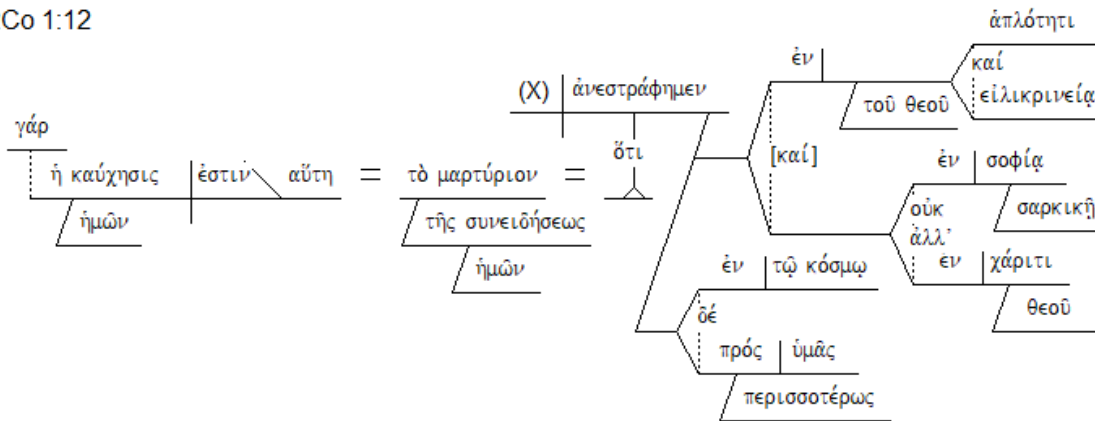 Co 1:12
ἁπλότητι
ἐν
καί
(X) ἀνεστράφημεν
τοῦ θεοῦ
εἰλικρινείᾳ
γάρ
ὅτι
[καί]
ἐν σοφίᾳ
ἡ καύχησις ἐστιν αὕτη = τὸ μαρτύριον =
οὐκ
σαρκικῇ
ἡμῶν
τῆς συνειδήσεως
ἀλλ'
ἐν χάριτι
ἡμῶν
ἐν τῷ κόσμῳ
θεοῦ
δέ
πρός ὑμᾶς
περισσοτέρως